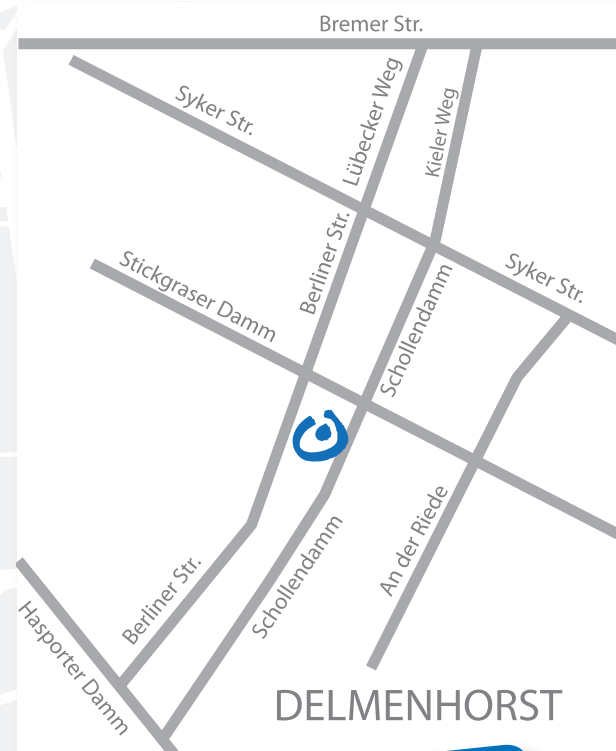 Bremer Str.
Syker Str.
Lübecker Weg
Kieler Weg
Berliner Str.
Syker Str.
Stickgraser Damm
Schollendamm
An der Riede
Schollendamm
Berliner Str.
Hasporter Damm
DELMENHORST